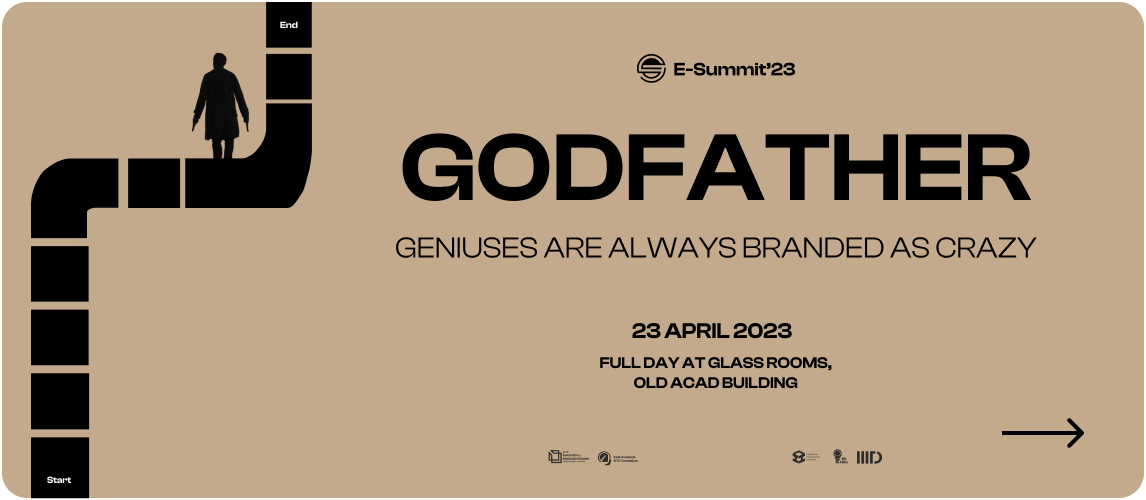 End
E-Summit'23
GODFATHER
GENIUSES ARE ALWAYS BRANDED AS CRAZY
23 APRIL 2023
FULL DAY AT GLASS ROOMS,
OLD ACAD BUILDING
Start
IIITD